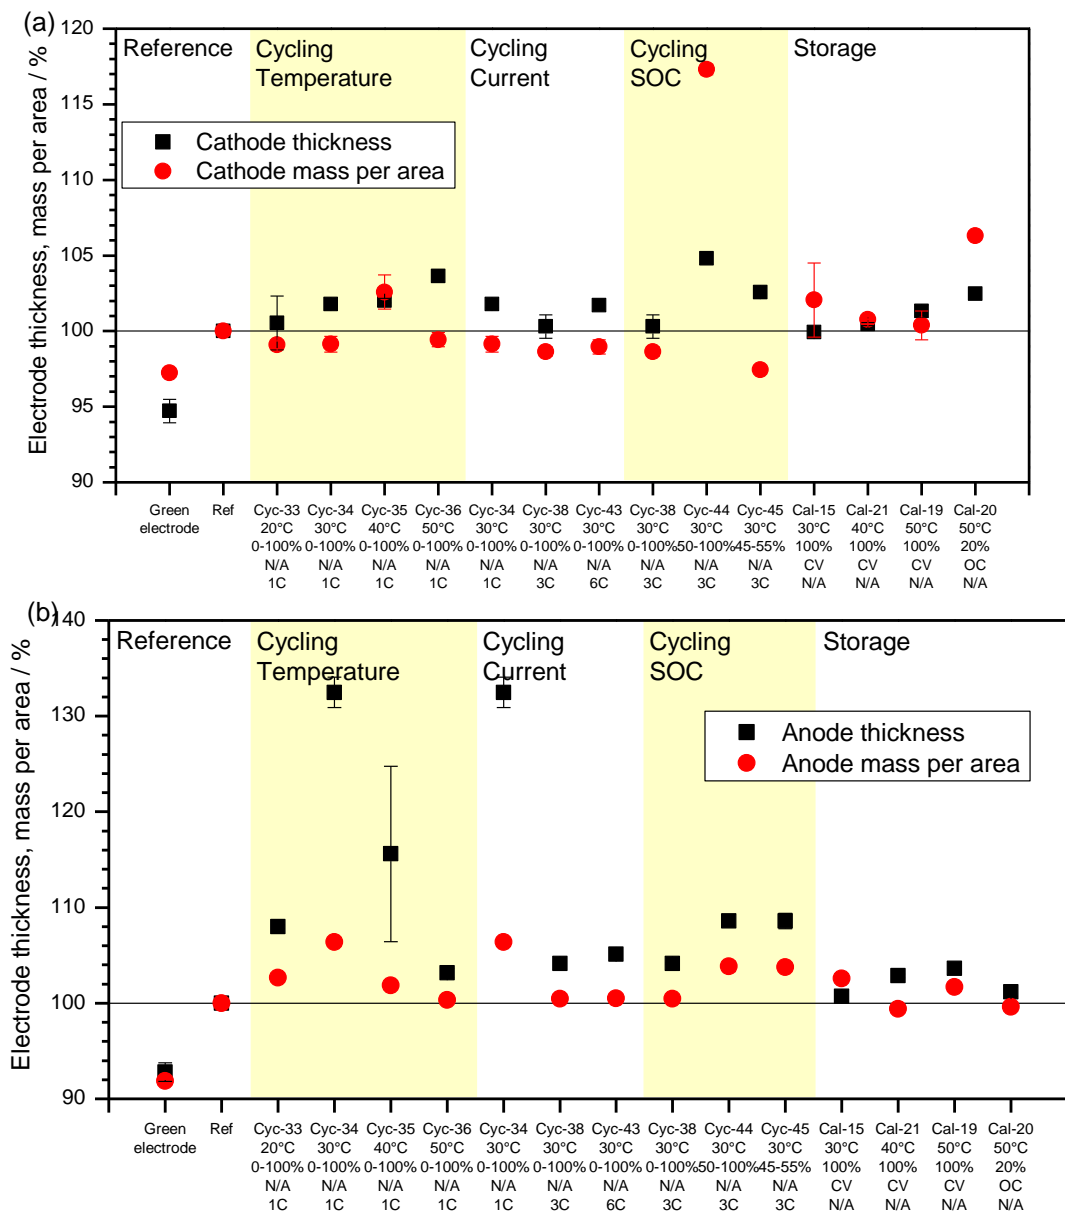 (a)
120
115
110
105
100
95
90
Electrode thickness, mass per area / %
Reference
Cycling
Temperature
Cycling
Current
Cycling
SOC
Storage
Cathode thickness
Cathode mass per area
Green
electrode
Ref
Cyc-33
20°C
0-100%
N/A
1C
Cyc-34
30°C
0-100%
N/A
1C
Cyc-35
40°C
0-100%
N/A
1C
Cyc-36
50°C
0-100%
N/A
1C
Cyc-34
30°C
0-100%
N/A
1C
Cyc-38
30°C
0-100%
N/A
3C
Cyc-43
30°C
0-100%
N/A
6C
Cyc-38
30°C
0-100%
N/A
3C
Cyc-44
30°C
50-100%
N/A
3C
Cyc-45
30°C
45-55%
N/A
3C
Cal-15
30°C
100%
CV
N/A
Cal-21
40°C
100%
CV
N/A
Cal-19
50°C
100%
CV
N/A
Cal-20
50°C
20%
OC
N/A
(b)
140
130
120
110
100
90
Electrode thickness, mass per area / %
Reference
Cycling
Temperature
Cycling
Current
Cycling
SOC
Storage
Anode thickness
Anode mass per area
Green
electrode
Ref
Cyc-33
20°C
0-100%
N/A
1C
Cyc-34
30°C
0-100%
N/A
1C
Cyc-35
40°C
0-100%
N/A
1C
Cyc-36
50°C
0-100%
N/A
1C
Cyc-34
30°C
0-100%
N/A
1C
Cyc-38
30°C
0-100%
N/A
3C
Cyc-43
30°C
0-100%
N/A
6C
Cyc-38
30°C
0-100%
N/A
3C
Cyc-44
30°C
50-100%
N/A
3C
Cyc-45
30°C
45-55%
N/A
3C
Cal-15
30°C
100%
CV
N/A
Cal-21
40°C
100%
CV
N/A
Cal-19
50°C
100%
CV
N/A
Cal-20
50°C
20%
OC
N/A